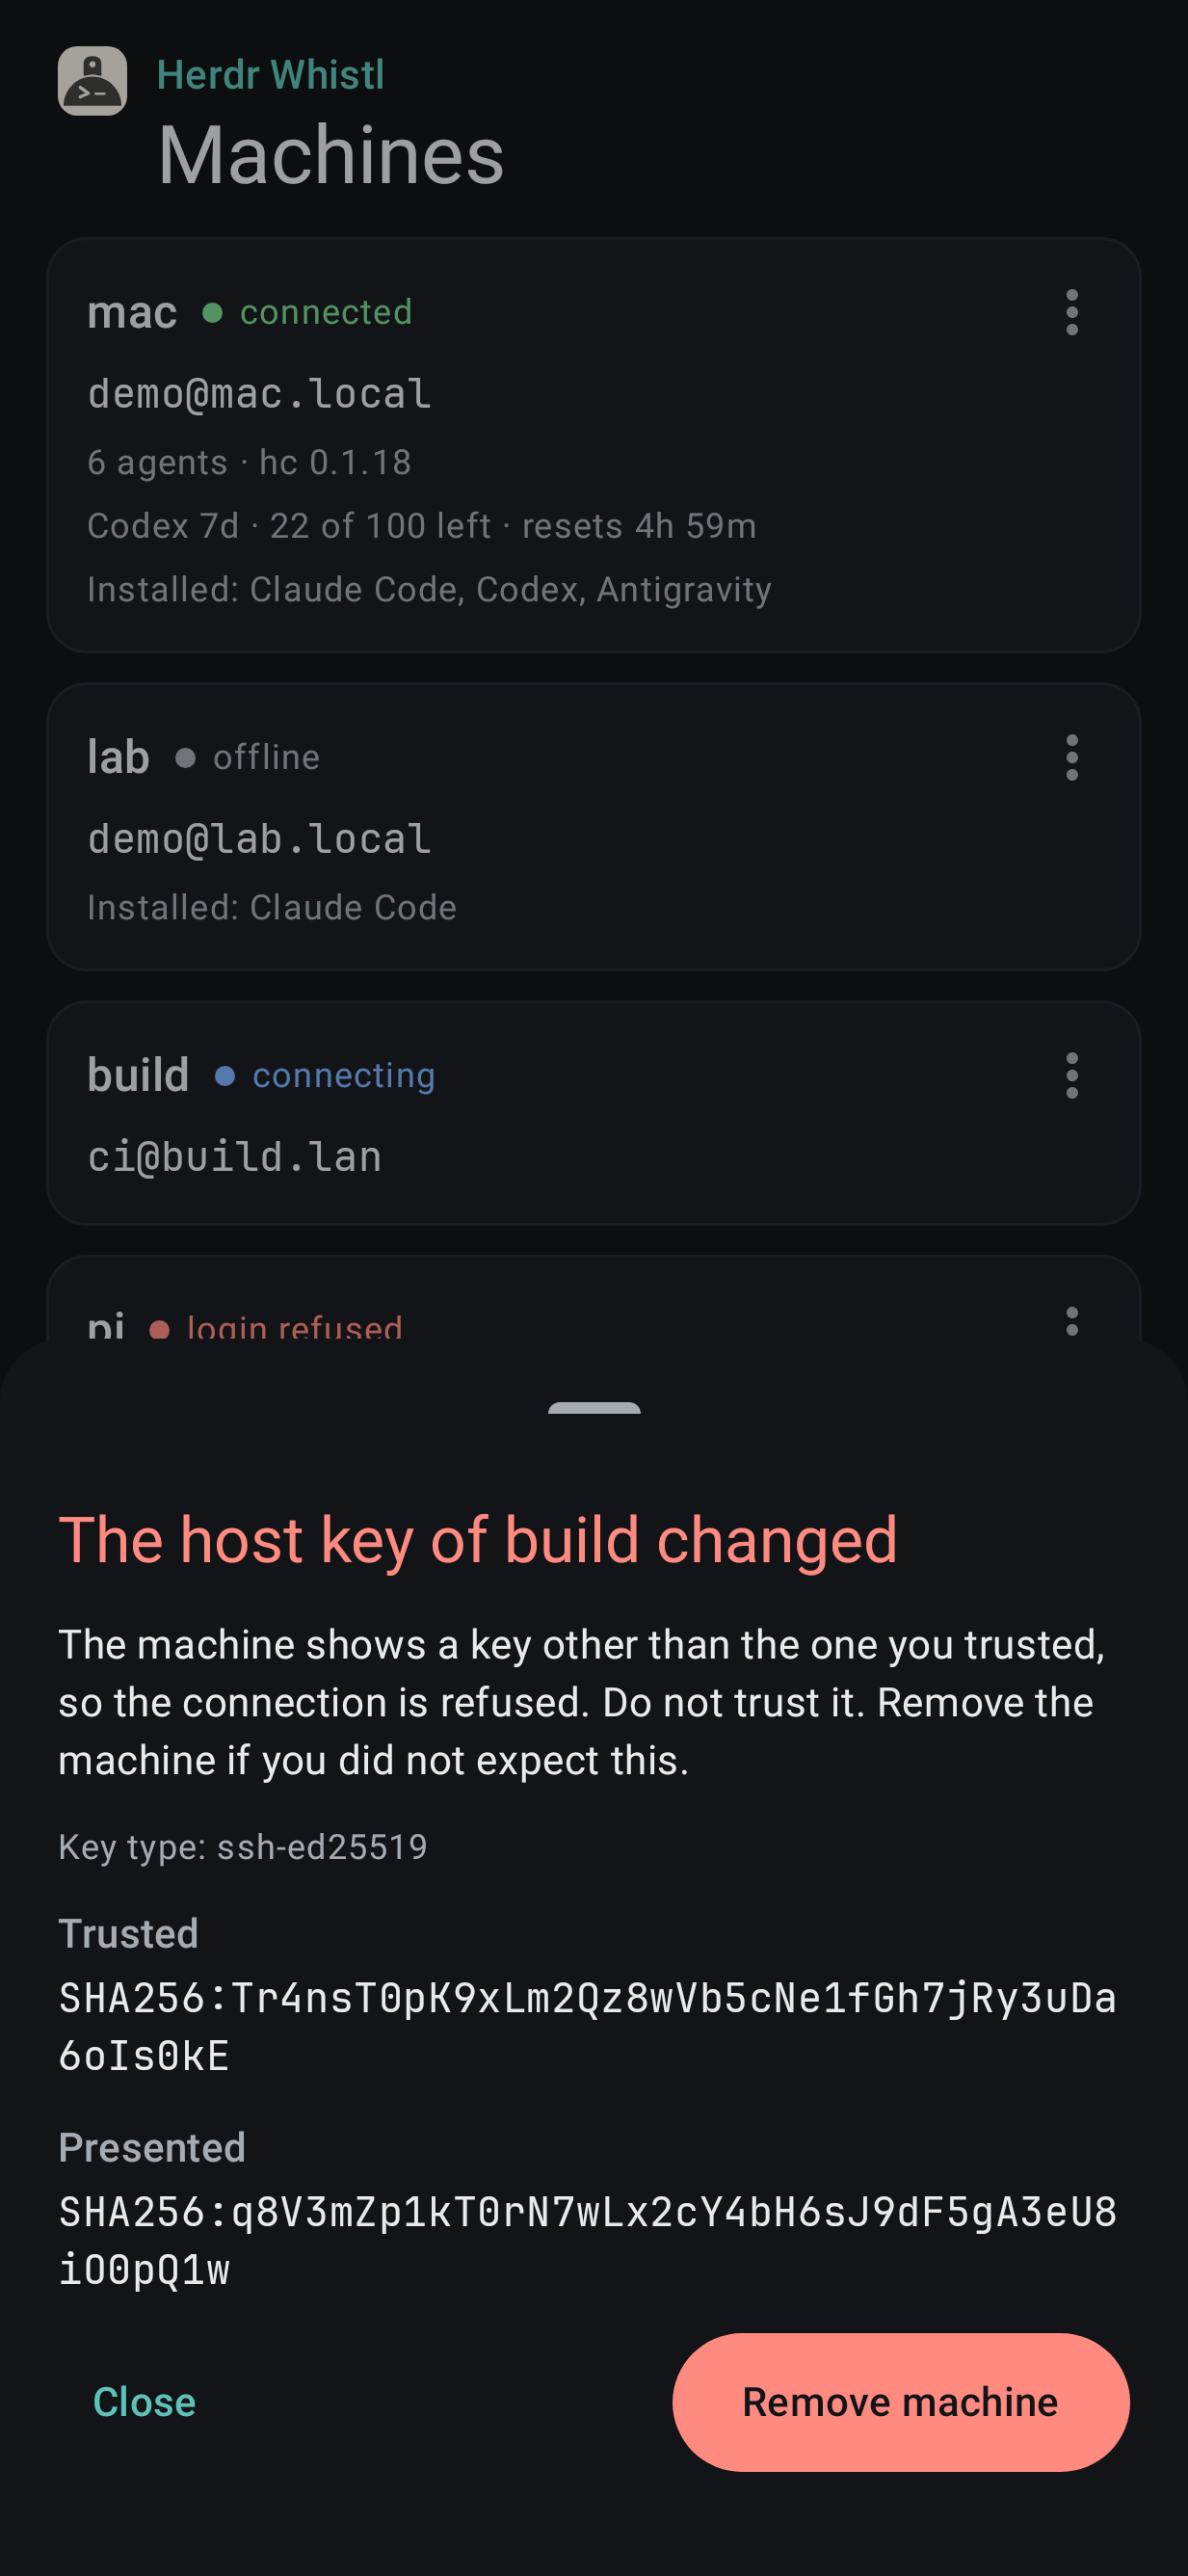 Herdr Whistl
Machines
mac connected
demo@mac.local
6 agents · hc 0.1.18
Codex 7d · 22 of 100 left · resets 4h 59m
Installed: Claude Code, Codex, Antigravity
lab offline
demo@lab.local
Installed: Claude Code
build connecting
ci@build.lan
pi login refused
The host key of build changed
The machine shows a key other than the one you trusted,
so the connection is refused. Do not trust it. Remove the
machine if you did not expect this.
Key type: ssh-ed25519
Trusted
SHA256:Tr4nsT0pK9xLm2Qz8wVb5cNe1fGh7jRy3uDa
6oIs0kE
Presented
SHA256:q8V3mZp1kT0rN7wLx2cY4bH6sJ9dF5gA3eU8
iO0pQ1w
Close
Remove machine